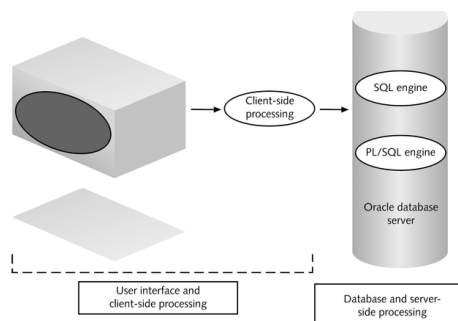 Client-side
processing
SQL engine
PL/SQL engine
Oracle database
server
User interface and
client-side processing
Database and server-
side processing